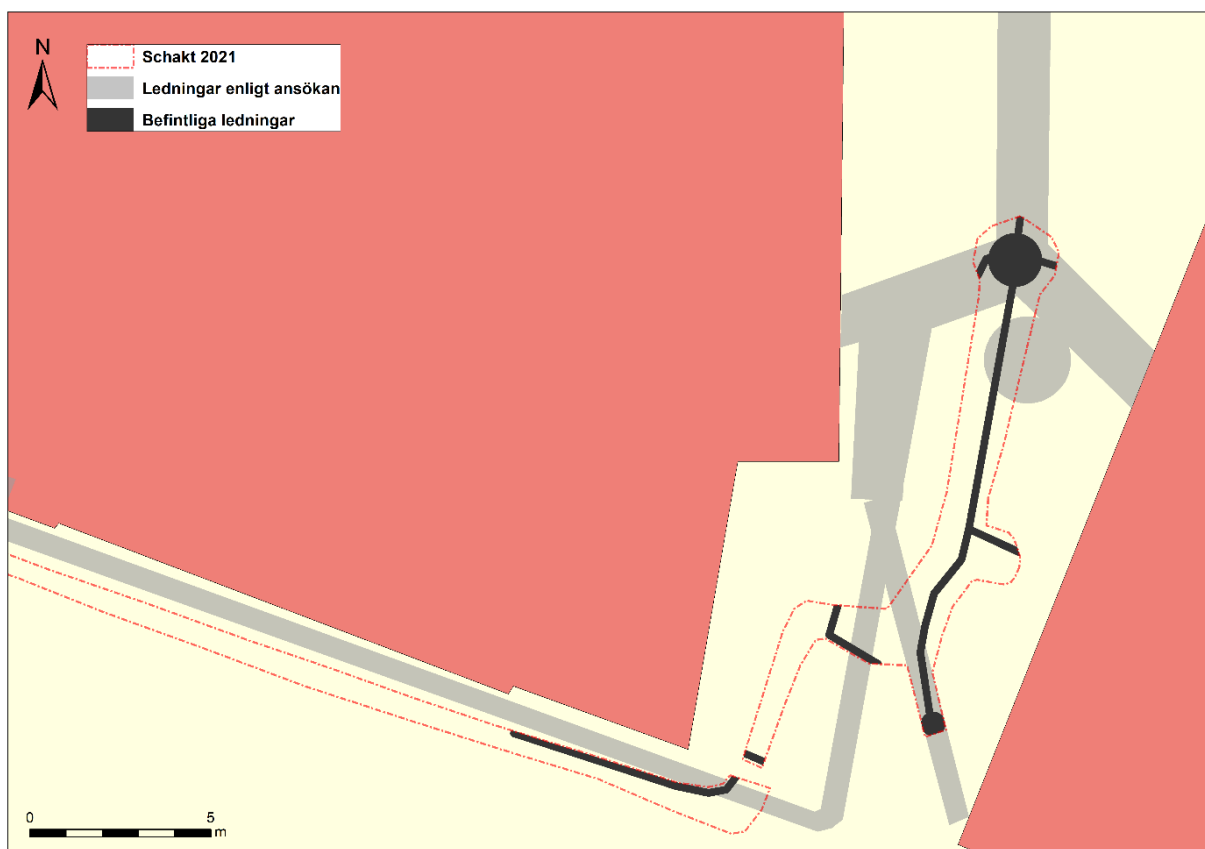 N
Schakt 2021
Ledningar enligt ansökan
Befintliga ledningar
0 5
m